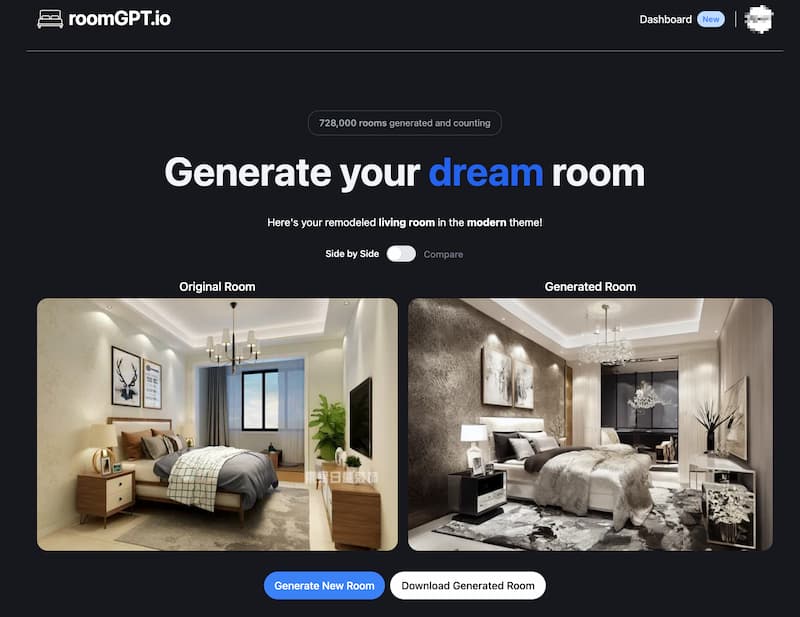 roomGPT.io
Dashboard New
728,000 rooms generated and counting
Generate your dream room
Here's your remodeled living room in the modern theme!
Side by Side Compare
Original Room Generated Room
Generate New Room Download Generated Room